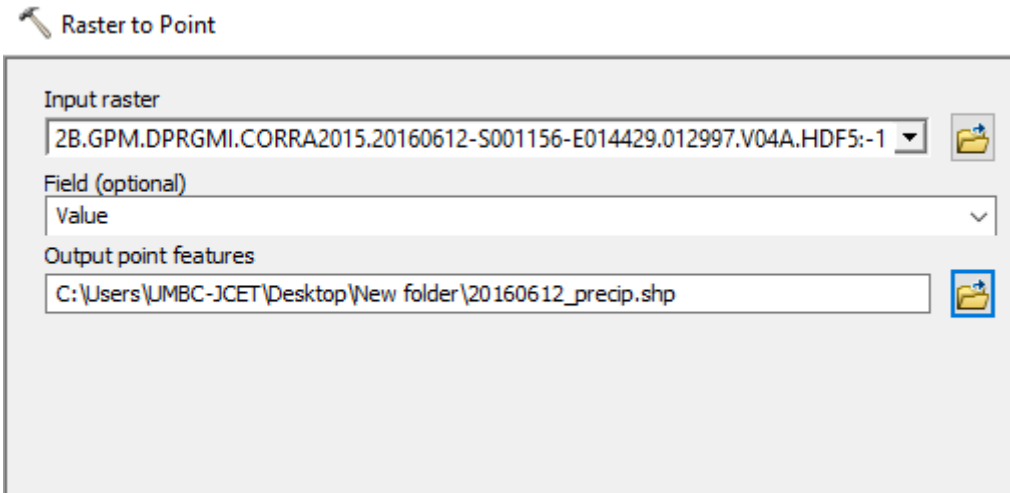 Raster to Point
Input raster
2B.GPM.DPRGMI.CORRA2015.20160612-S001156-E014429.012997.V04A.HDF5:-1
Field (optional)
Value
Output point features
C:\Users\UMBC-JCET\Desktop\New folder\20160612_precip.shp